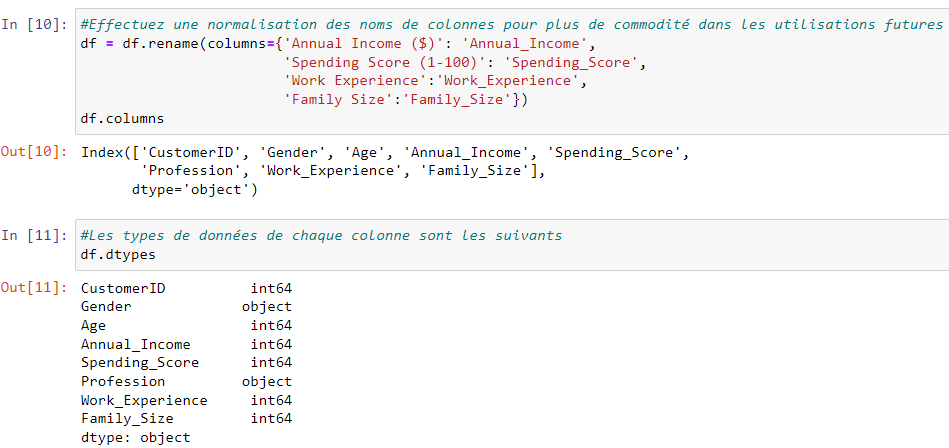 In [10]: #Effectuez une normalisation des noms de colonnes pour plus de commodité dans les utilisations futures
df = df.rename(columns={'Annual Income ($)': 'Annual_Income',
'Spending Score (1-100)': 'Spending_Score',
'Work Experience':'Work_Experience',
'Family Size':'Family_Size'})
df.columns
Out[10]: Index(['CustomerID', 'Gender', 'Age', 'Annual_Income', 'Spending_Score',
'Profession', 'Work_Experience', 'Family_Size'],
dtype='object')
In [11]: #Les types de données de chaque colonne sont les suivants
df.dtypes
Out[11]: CustomerID int64
Gender object
Age int64
Annual_Income int64
Spending_Score int64
Profession object
Work_Experience int64
Family_Size int64
dtype: object